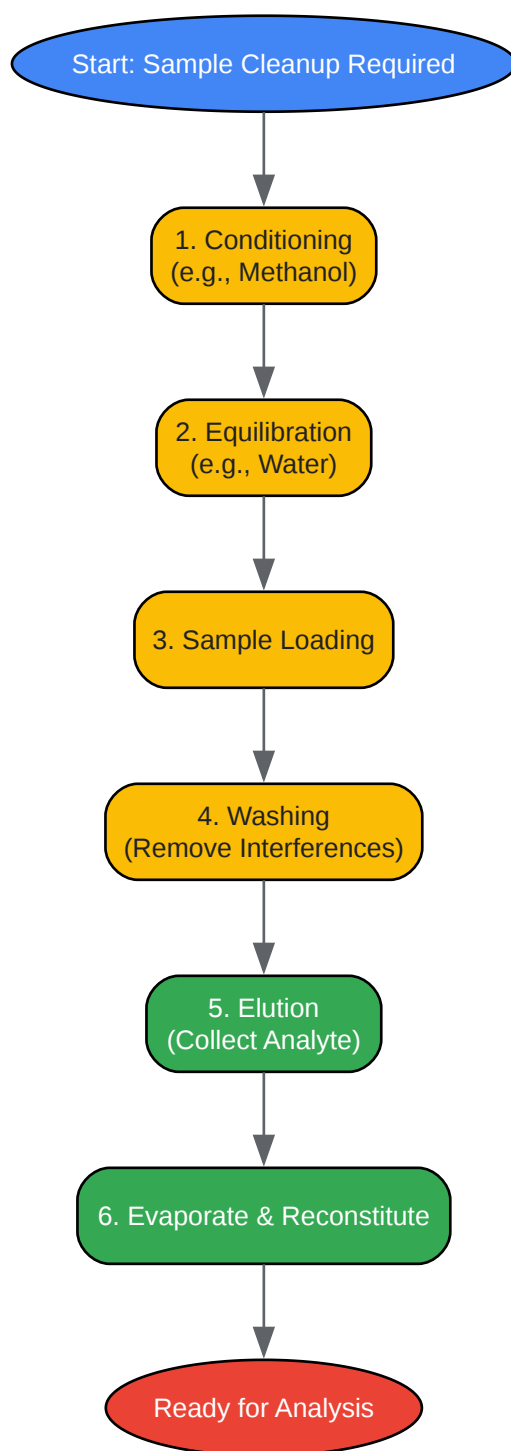 Start: Sample Cleanup Required
1. Conditioning
(e.g., Methanol)
2. Equilibration
(e.g., Water)
3. Sample Loading
4. Washing
(Remove Interferences)
5. Elution
(Collect Analyte)
6. Evaporate & Reconstitute
Ready for Analysis